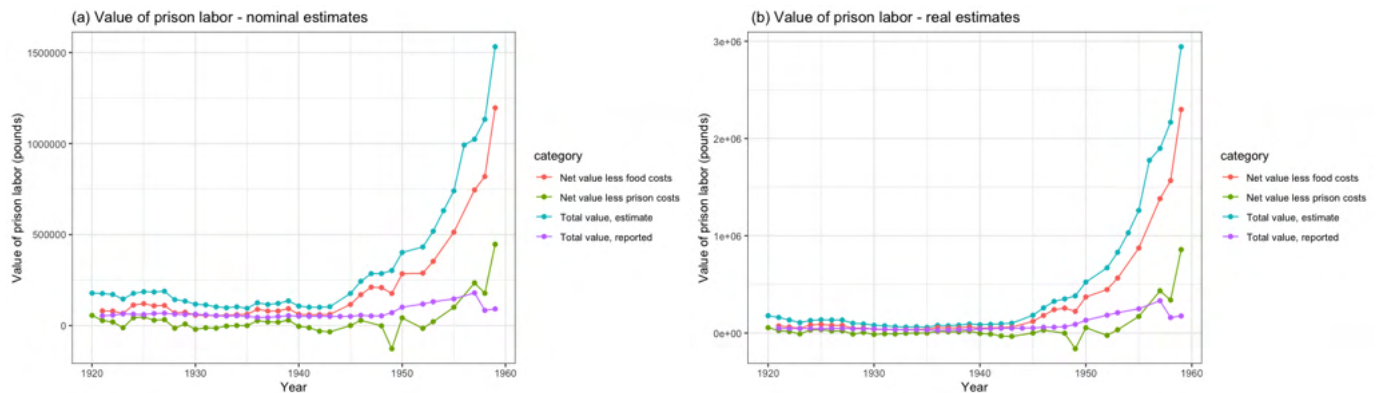 (a) Value of prison labor - nominal estimates
1500000
1000000
500000
0
Value of prison labor (pounds)
1920
1930
1940
1950
1960
Year
category
Net value less food costs
Net value less prison costs
Total value, estimate
Total value, reported
(b) Value of prison labor - real estimates
3e+06
2e+06
1e+06
0e+00
Value of prison labor (pounds)
1920
1930
1940
1950
1960
Year
category
Net value less food costs
Net value less prison costs
Total value, estimate
Total value, reported